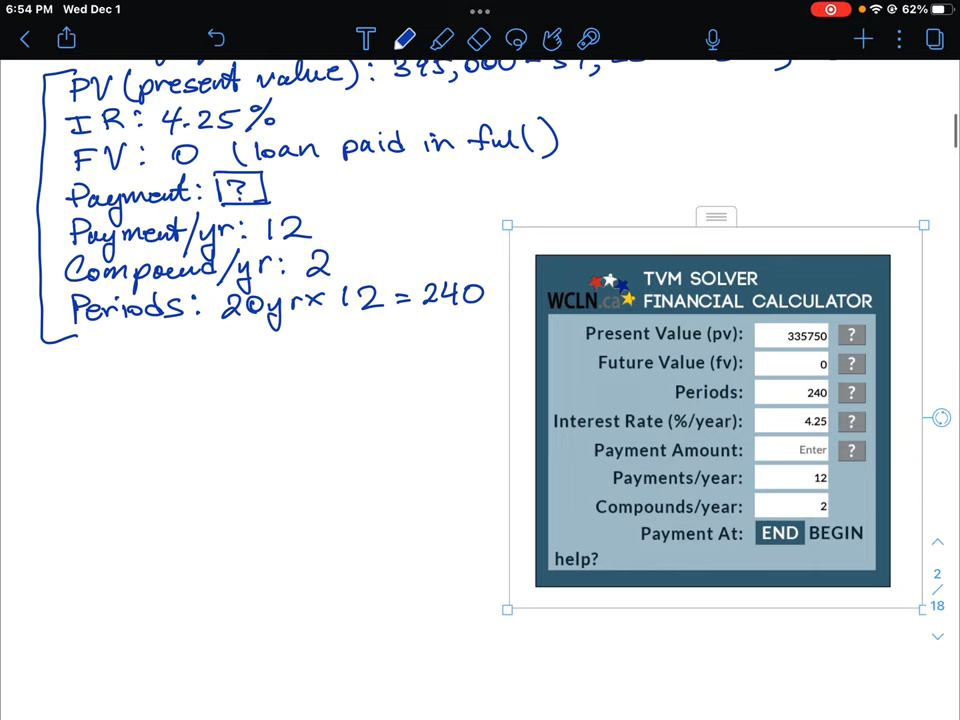 6:54 PM Wed Dec 1
62%
PV (present value): 395,000 -
IR: 4.25%
FV: 0 (loan paid in full)
Payment: ?
Payment/yr: 12
Compound/yr: 2
Periods: 20yr x 12 = 240
WCLN.ca
TVM SOLVER
FINANCIAL CALCULATOR
Present Value (pv): 335750 ?
Future Value (fv): 0 ?
Periods: 240 ?
Interest Rate (%/year): 4.25 ?
Payment Amount: Enter ?
Payments/year: 12
Compounds/year: 2
Payment At: END BEGIN
help?
2
/
18